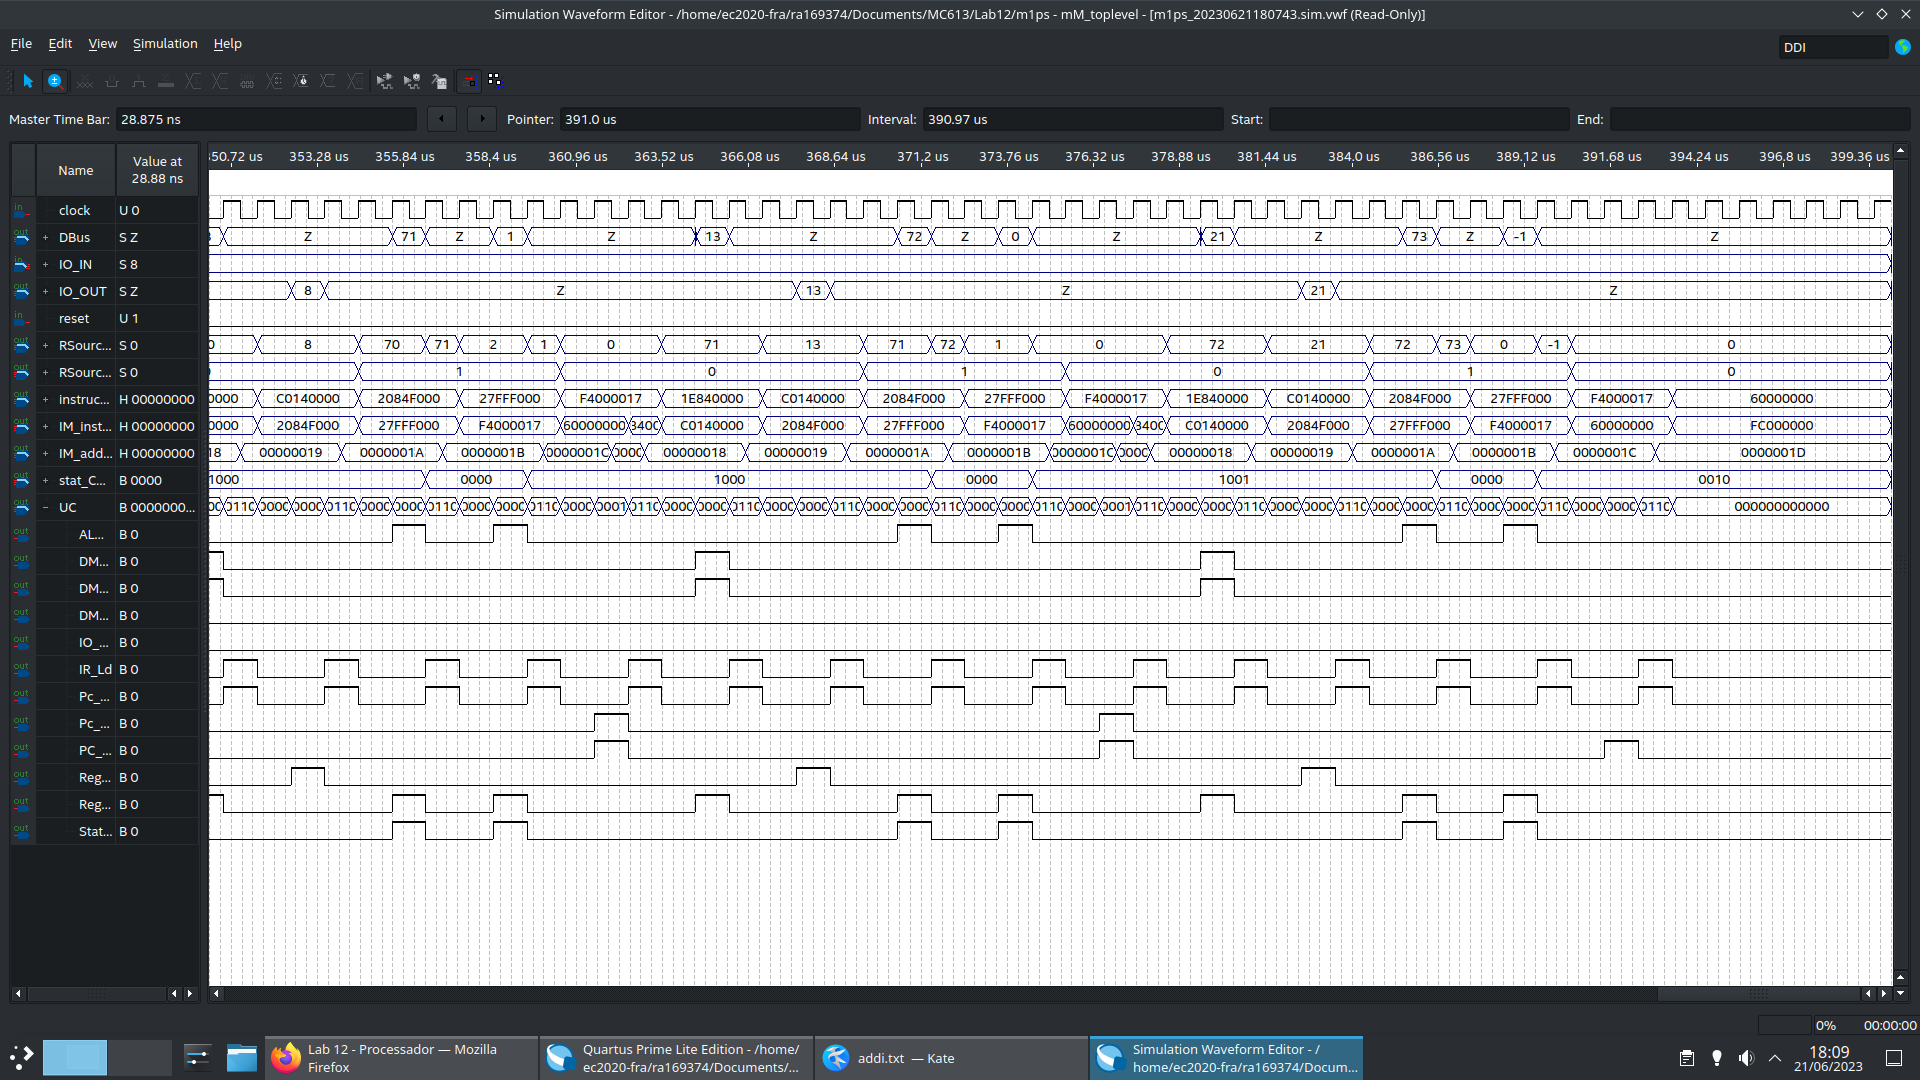 Simulation Waveform Editor - /home/ec2020-fra/ra169374/Documents/MC613/Lab12/m1ps - mM_toplevel - [m1ps_20230621180743.sim.vwf (Read-Only)]
File Edit View Simulation Help
DDI
Master Time Bar: 28.875 ns Pointer: 391.0 us Interval: 390.97 us Start: End:
Name Value at 28.88 ns
350.72 us 353.28 us 355.84 us 358.4 us 360.96 us 363.52 us 366.08 us 368.64 us 371,2 us 373.76 us 376.32 us 378.88 us 381.44 us 384.0 us 386.56 us 389.12 us 391.68 us 394.24 us 396.8 us 399.36 us
clock U 0
DBus S Z Z 71 Z 1 Z 13 Z 72 Z 0 Z 21 Z 73 Z -1 Z
IO_IN S 8
IO_OUT S Z 8 Z 13 Z 21 Z
reset U 1
RSourc... S 0 0 8 70 71 2 1 0 71 13 71 72 1 0 72 21 72 73 0 -1 0
RSourc... S 0 1 0 1 0 1 0
instruc... H 00000000 0000 C0140000 2084F000 27FFF000 F4000017 1E840000 C0140000 2084F000 27FFF000 F4000017 1E840000 C0140000 2084F000 27FFF000 F4000017 60000000
IM_inst... H 00000000 0000 2084F000 27FFF000 F4000017 60000000 3400 C0140000 2084F000 27FFF000 F4000017 60000000 3400 C0140000 2084F000 27FFF000 F4000017 60000000 FC000000
IM_add... H 00000000 18 00000019 0000001A 0000001B 0000001C 0000 00000018 00000019 0000001A 0000001B 0000001C 0000 00000018 00000019 0000001A 0000001B 0000001C 0000001D
stat_C... B 0000 1000 0000 1000 0000 1001 0000 0010
UC B 0000000... 000000000000
AL... B 0
DM... B 0
DM... B 0
DM... B 0
IO_... B 0
IR_Ld B 0
Pc_... B 0
Pc_... B 0
PC_... B 0
Reg... B 0
Reg... B 0
Stat... B 0
0% 00:00:00
Lab 12 - Processador — Mozilla Firefox
Quartus Prime Lite Edition - /home/ec2020-fra/ra169374/Documents/...
addi.txt — Kate
Simulation Waveform Editor - /home/ec2020-fra/ra169374/Docum...
18:09
21/06/2023